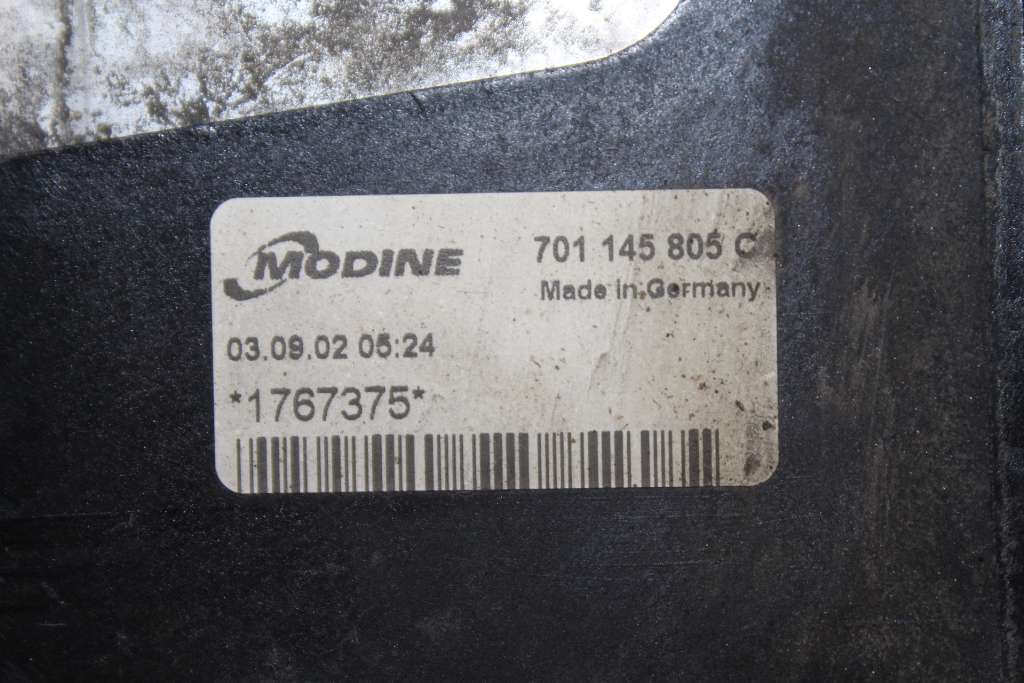 MODINE
701 145 805 C
Made in Germany
03.09.02 05:24
*1767375*